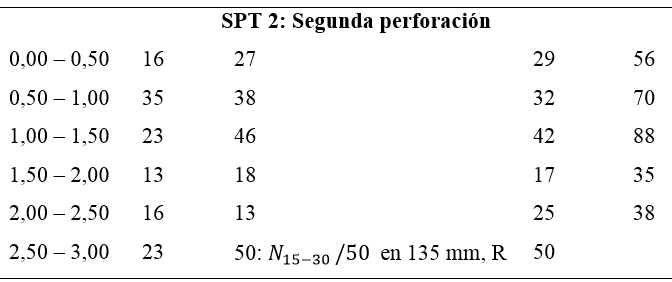 SPT 2: Segunda perforación
0,00 – 0,50 16 27 29 56
0,50 – 1,00 35 38 32 70
1,00 – 1,50 23 46 42 88
1,50 – 2,00 13 18 17 35
2,00 – 2,50 16 13 25 38
2,50 – 3,00 23 50: 𝑁₁₅₋₃₀ /50 en 135 mm, R 50